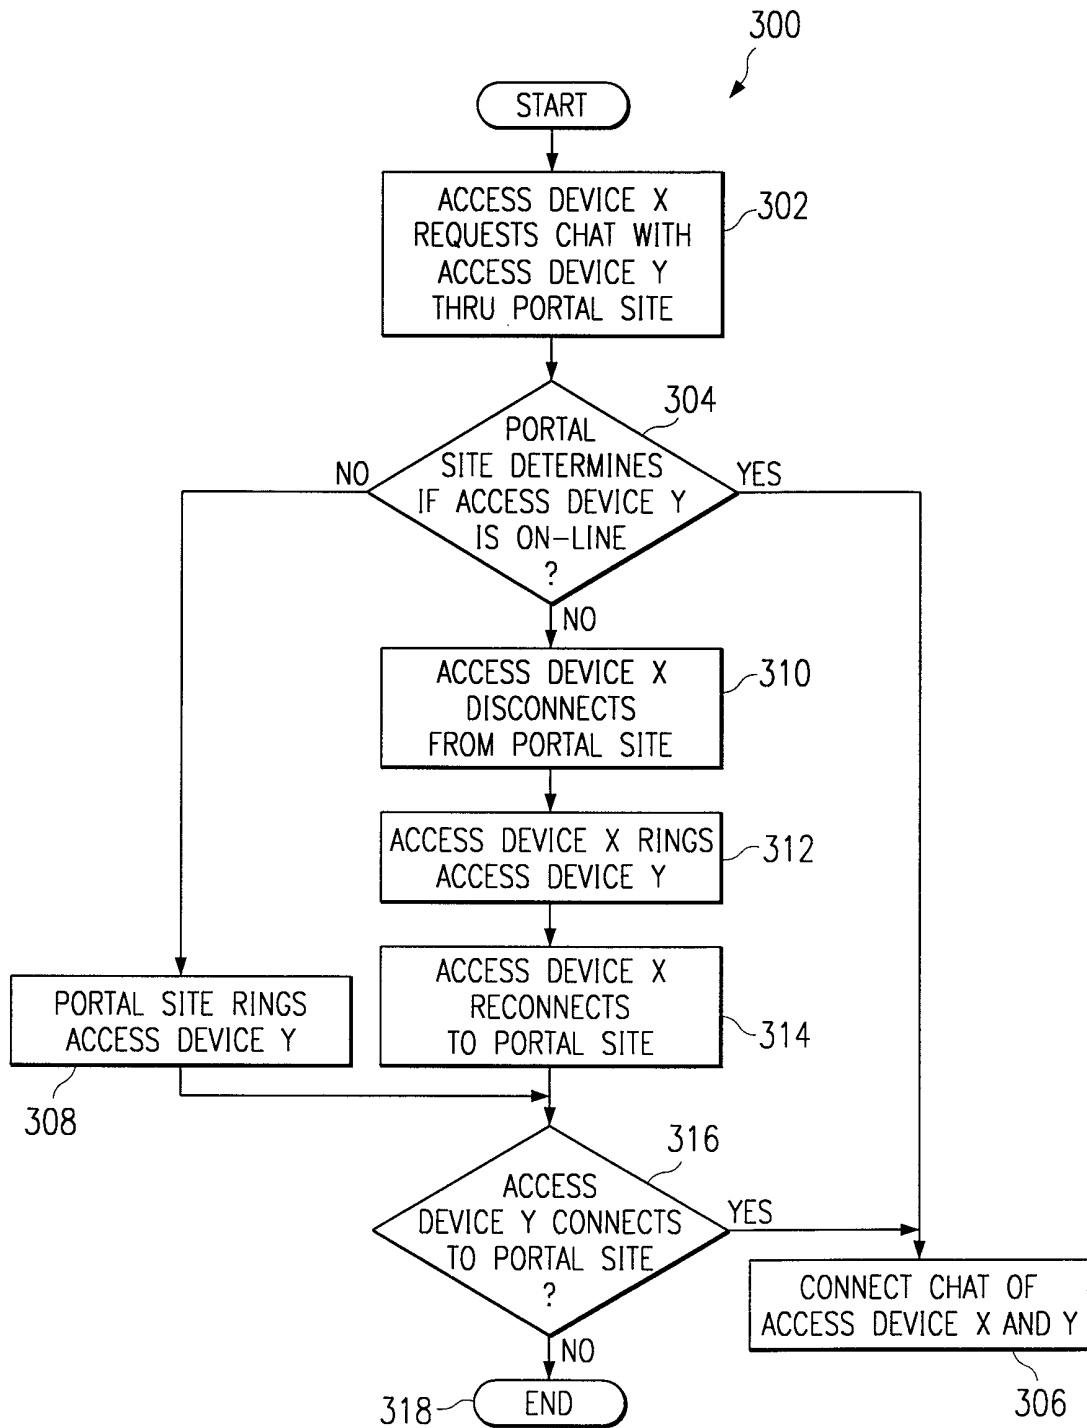 300
START
ACCESS DEVICE X
REQUESTS CHAT WITH
ACCESS DEVICE Y
THRU PORTAL SITE
302
304
PORTAL
SITE DETERMINES
IF ACCESS DEVICE Y
IS ON-LINE
?
NO
YES
NO
ACCESS DEVICE X
DISCONNECTS
FROM PORTAL SITE
310
ACCESS DEVICE X RINGS
ACCESS DEVICE Y
312
ACCESS DEVICE X
RECONNECTS
TO PORTAL SITE
314
PORTAL SITE RINGS
ACCESS DEVICE Y
308
316
ACCESS
DEVICE Y CONNECTS
TO PORTAL SITE
?
YES
NO
CONNECT CHAT OF
ACCESS DEVICE X AND Y
306
318
END